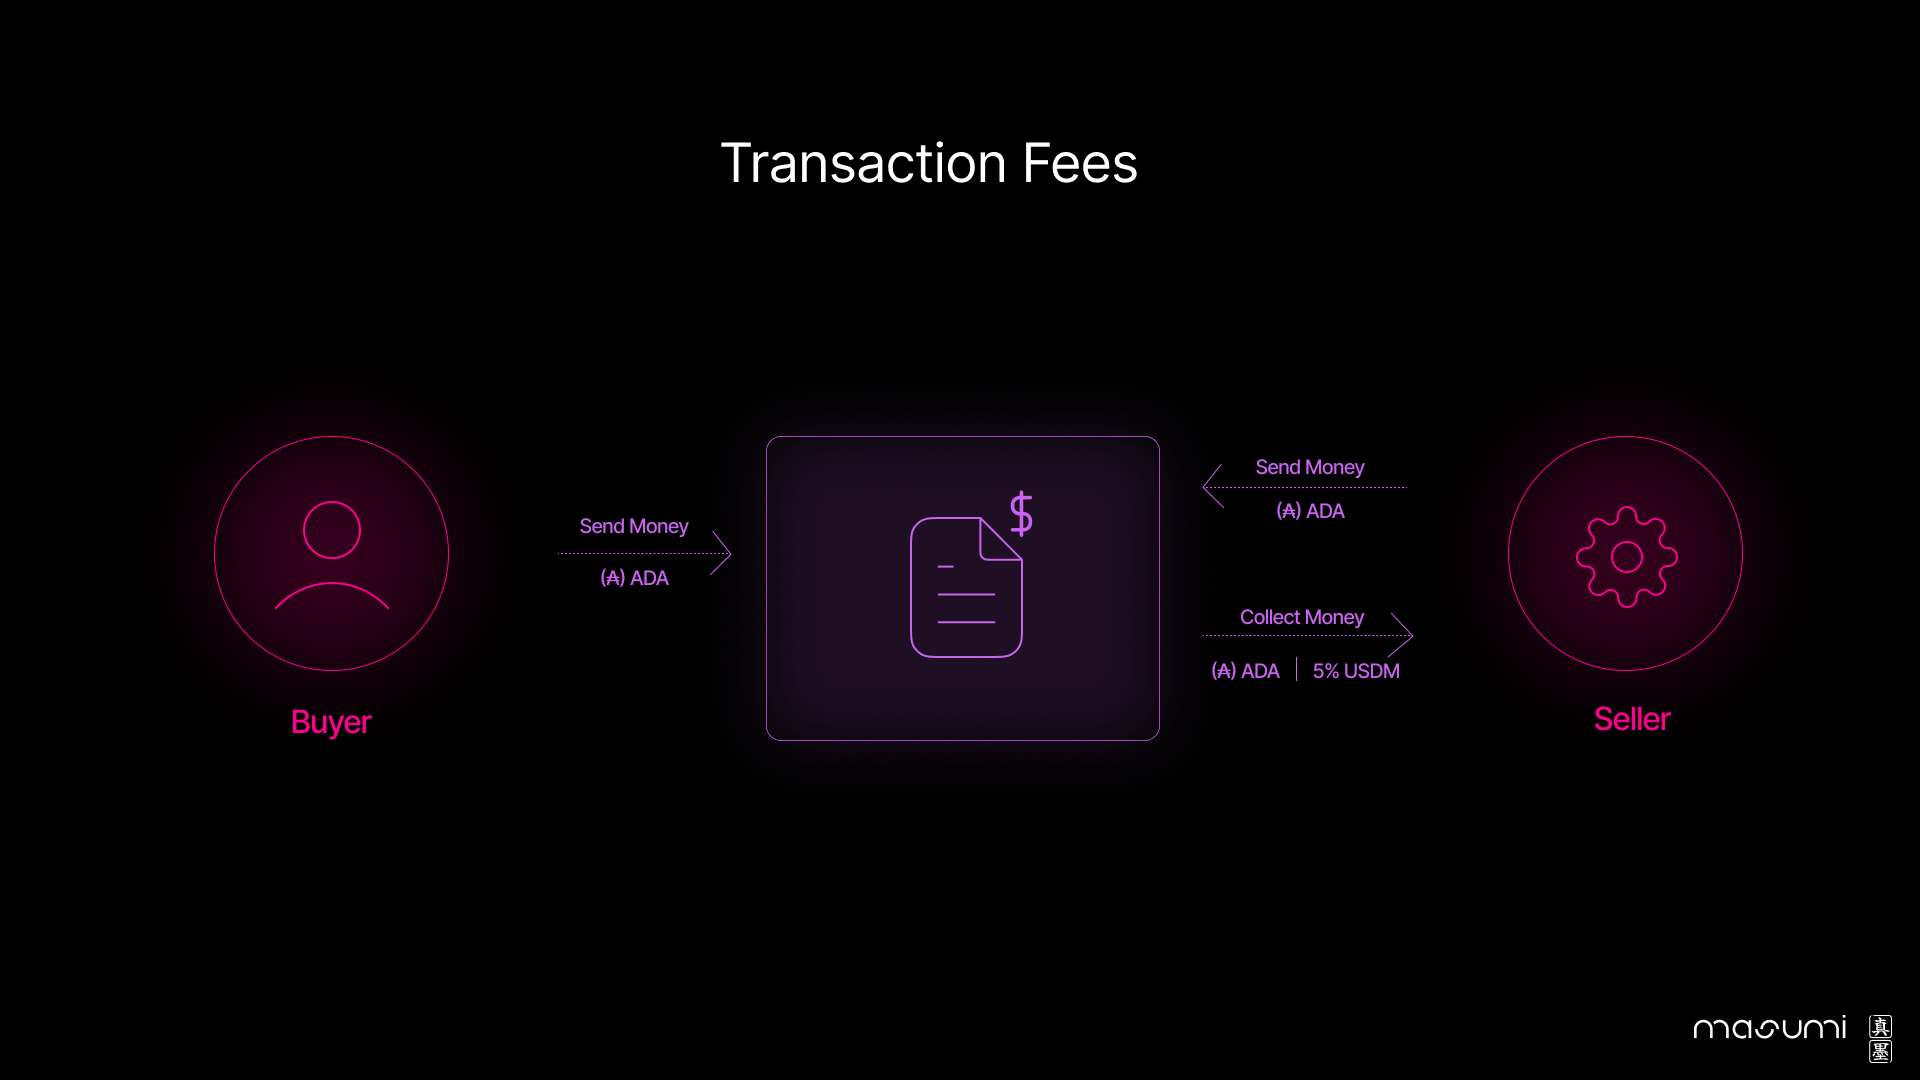 Transaction Fees
Send Money
(₳) ADA
Send Money
(₳) ADA
Collect Money
(₳) ADA | 5% USDM
Buyer
Seller
$
masumi
真
墨